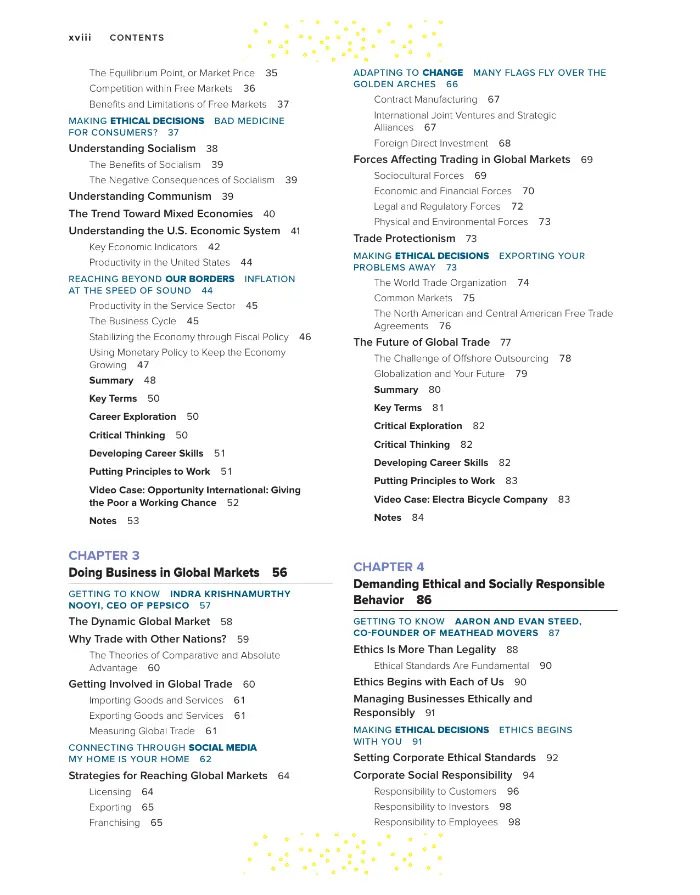 xviii CONTENTS
The Equilibrium Point, or Market Price 35
Competition within Free Markets 36
Benefits and Limitations of Free Markets 37
MAKING ETHICAL DECISIONS BAD MEDICINE
FOR CONSUMERS? 37
Understanding Socialism 38
The Benefits of Socialism 39
The Negative Consequences of Socialism 39
Understanding Communism 39
The Trend Toward Mixed Economies 40
Understanding the U.S. Economic System 41
Key Economic Indicators 42
Productivity in the United States 44
REACHING BEYOND OUR BORDERS INFLATION
AT THE SPEED OF SOUND 44
Productivity in the Service Sector 45
The Business Cycle 45
Stabilizing the Economy through Fiscal Policy 46
Using Monetary Policy to Keep the Economy
Growing 47
Summary 48
Key Terms 50
Career Exploration 50
Critical Thinking 50
Developing Career Skills 51
Putting Principles to Work 51
Video Case: Opportunity International: Giving
the Poor a Working Chance 52
Notes 53
CHAPTER 3
Doing Business in Global Markets 56
GETTING TO KNOW INDRA KRISHNAMURTHY
NOOYI, CEO OF PEPSICO 57
The Dynamic Global Market 58
Why Trade with Other Nations? 59
The Theories of Comparative and Absolute
Advantage 60
Getting Involved in Global Trade 60
Importing Goods and Services 61
Exporting Goods and Services 61
Measuring Global Trade 61
CONNECTING THROUGH SOCIAL MEDIA
MY HOME IS YOUR HOME 62
Strategies for Reaching Global Markets 64
Licensing 64
Exporting 65
Franchising 65
ADAPTING TO CHANGE MANY FLAGS FLY OVER THE
GOLDEN ARCHES 66
Contract Manufacturing 67
International Joint Ventures and Strategic
Alliances 67
Foreign Direct Investment 68
Forces Affecting Trading in Global Markets 69
Sociocultural Forces 69
Economic and Financial Forces 70
Legal and Regulatory Forces 72
Physical and Environmental Forces 73
Trade Protectionism 73
MAKING ETHICAL DECISIONS EXPORTING YOUR
PROBLEMS AWAY 73
The World Trade Organization 74
Common Markets 75
The North American and Central American Free Trade
Agreements 76
The Future of Global Trade 77
The Challenge of Offshore Outsourcing 78
Globalization and Your Future 79
Summary 80
Key Terms 81
Critical Exploration 82
Critical Thinking 82
Developing Career Skills 82
Putting Principles to Work 83
Video Case: Electra Bicycle Company 83
Notes 84
CHAPTER 4
Demanding Ethical and Socially Responsible
Behavior 86
GETTING TO KNOW AARON AND EVAN STEED,
CO-FOUNDER OF MEATHEAD MOVERS 87
Ethics Is More Than Legality 88
Ethical Standards Are Fundamental 90
Ethics Begins with Each of Us 90
Managing Businesses Ethically and
Responsibly 91
MAKING ETHICAL DECISIONS ETHICS BEGINS
WITH YOU 91
Setting Corporate Ethical Standards 92
Corporate Social Responsibility 94
Responsibility to Customers 96
Responsibility to Investors 98
Responsibility to Employees 98